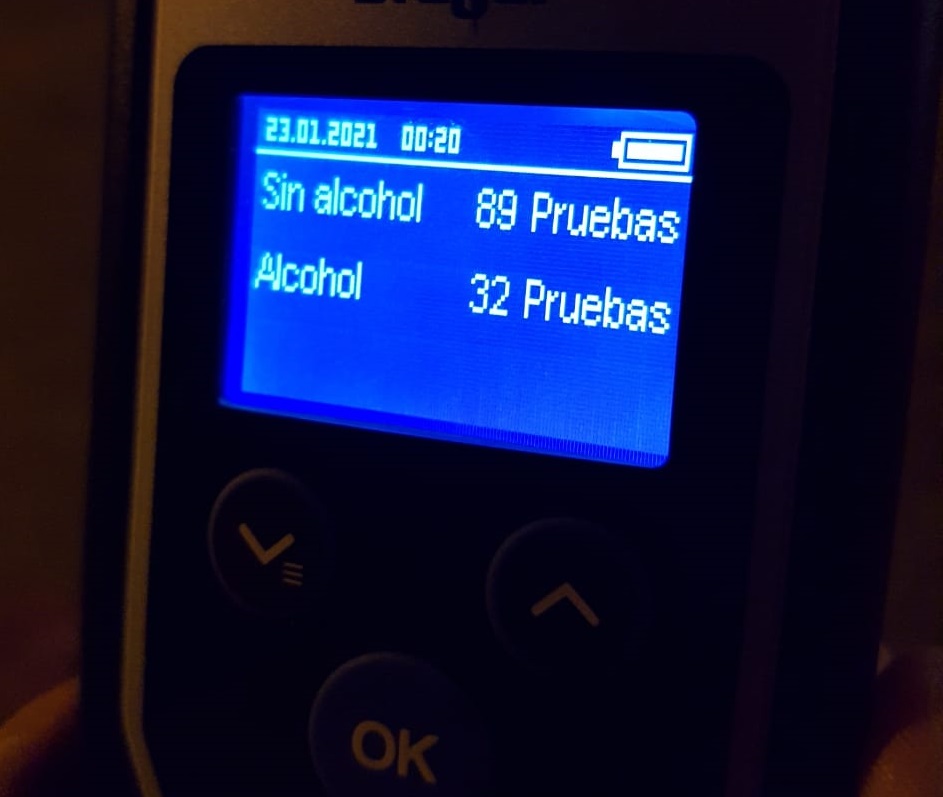 23.01.2021 00:20
Sin alcohol 89 Pruebas
Alcohol 32 Pruebas
OK